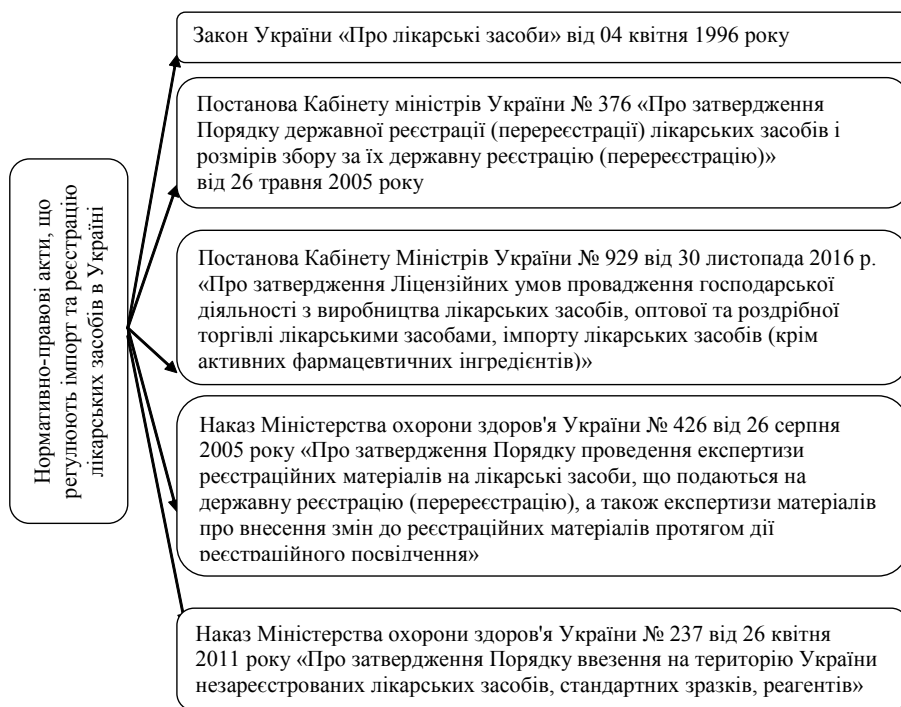 Нормативно-правові акти, що
регулюють імпорт та реєстрацію
лікарських засобів в Україні
Закон України «Про лікарські засоби» від 04 квітня 1996 року
Постанова Кабінету міністрів України № 376 «Про затвердження
Порядку державної реєстрації (перереєстрації) лікарських засобів і
розмірів збору за їх державну реєстрацію (перереєстрацію)»
від 26 травня 2005 року
Постанова Кабінету Міністрів України № 929 від 30 листопада 2016 р.
«Про затвердження Ліцензійних умов провадження господарської
діяльності з виробництва лікарських засобів, оптової та роздрібної
торгівлі лікарськими засобами, імпорту лікарських засобів (крім
активних фармацевтичних інгредієнтів)»
Наказ Міністерства охорони здоров'я України № 426 від 26 серпня
2005 року «Про затвердження Порядку проведення експертизи
реєстраційних матеріалів на лікарські засоби, що подаються на
державну реєстрацію (перереєстрацію), а також експертизи матеріалів
про внесення змін до реєстраційних матеріалів протягом дії
реєстраційного посвідчення»
Наказ Міністерства охорони здоров'я України № 237 від 26 квітня
2011 року «Про затвердження Порядку ввезення на територію України
незареєстрованих лікарських засобів, стандартних зразків, реагентів»